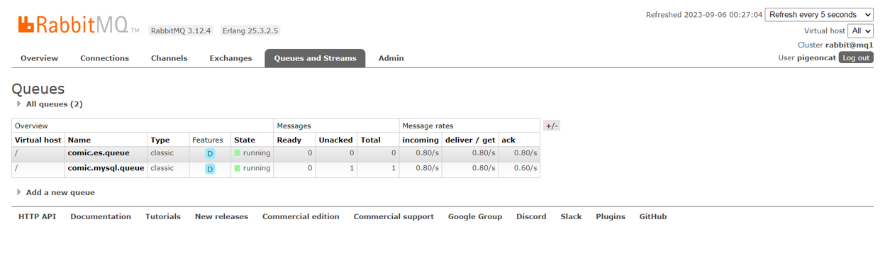 Refreshed 2023-09-06 00:27:04 Refresh every 5 seconds
RabbitMQ TM RabbitMQ 3.12.4 Erlang 25.3.2.5
Virtual host All
Cluster rabbit@mq1
User pigeoncat Log out
Overview Connections Channels Exchanges Queues and Streams Admin
Queues
All queues (2)
Overview Messages Message rates +/-
Virtual host Name Type Features State Ready Unacked Total incoming deliver / get ack
/ comic.es.queue classic D running 0 0 0 0.80/s 0.80/s 0.80/s
/ comic.mysql.queue classic D running 0 1 1 0.80/s 0.80/s 0.60/s
Add a new queue
HTTP API Documentation Tutorials New releases Commercial edition Commercial support Google Group Discord Slack Plugins GitHub